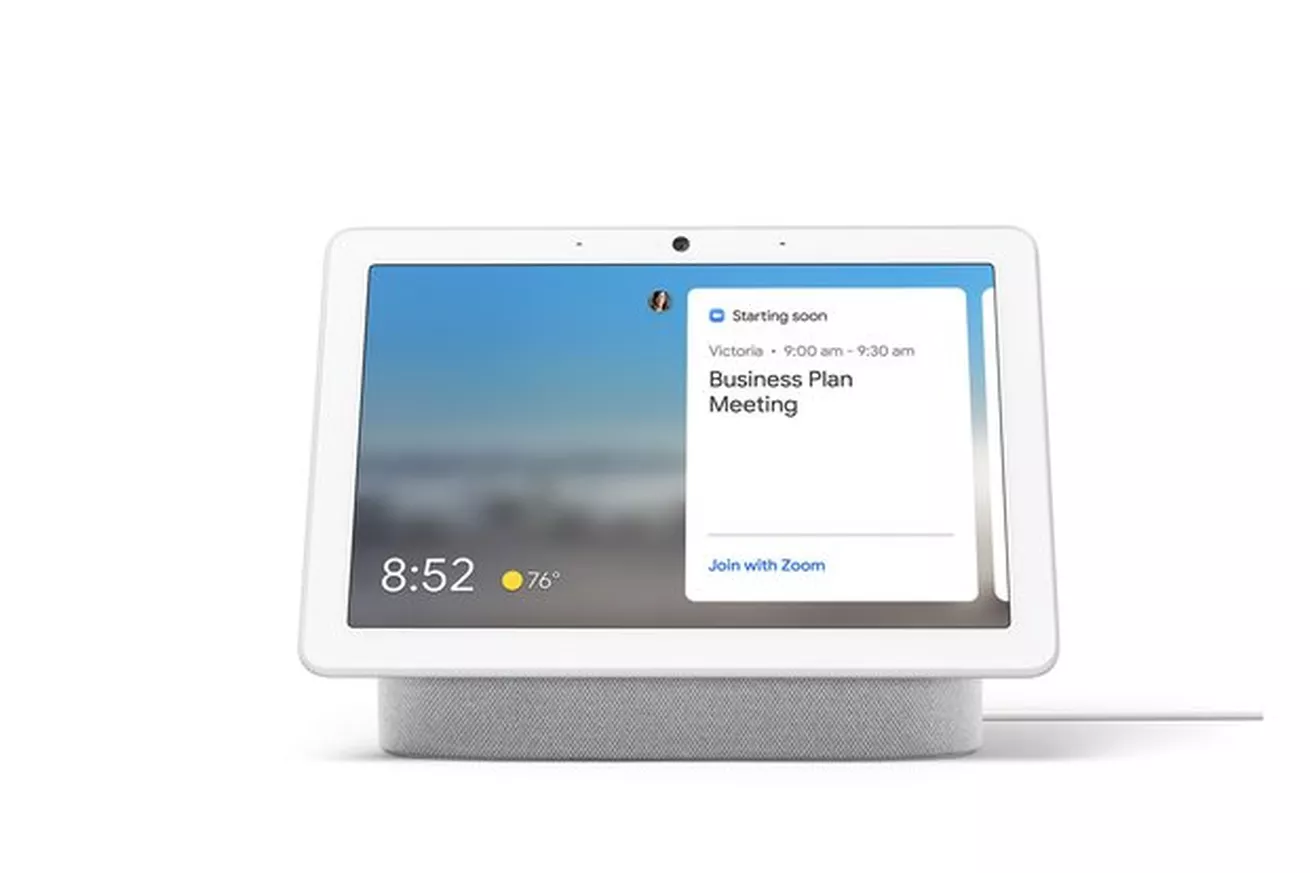 Starting soon
Victoria • 9:00 am - 9:30 am
Business Plan
Meeting
Join with Zoom
8:52 76°